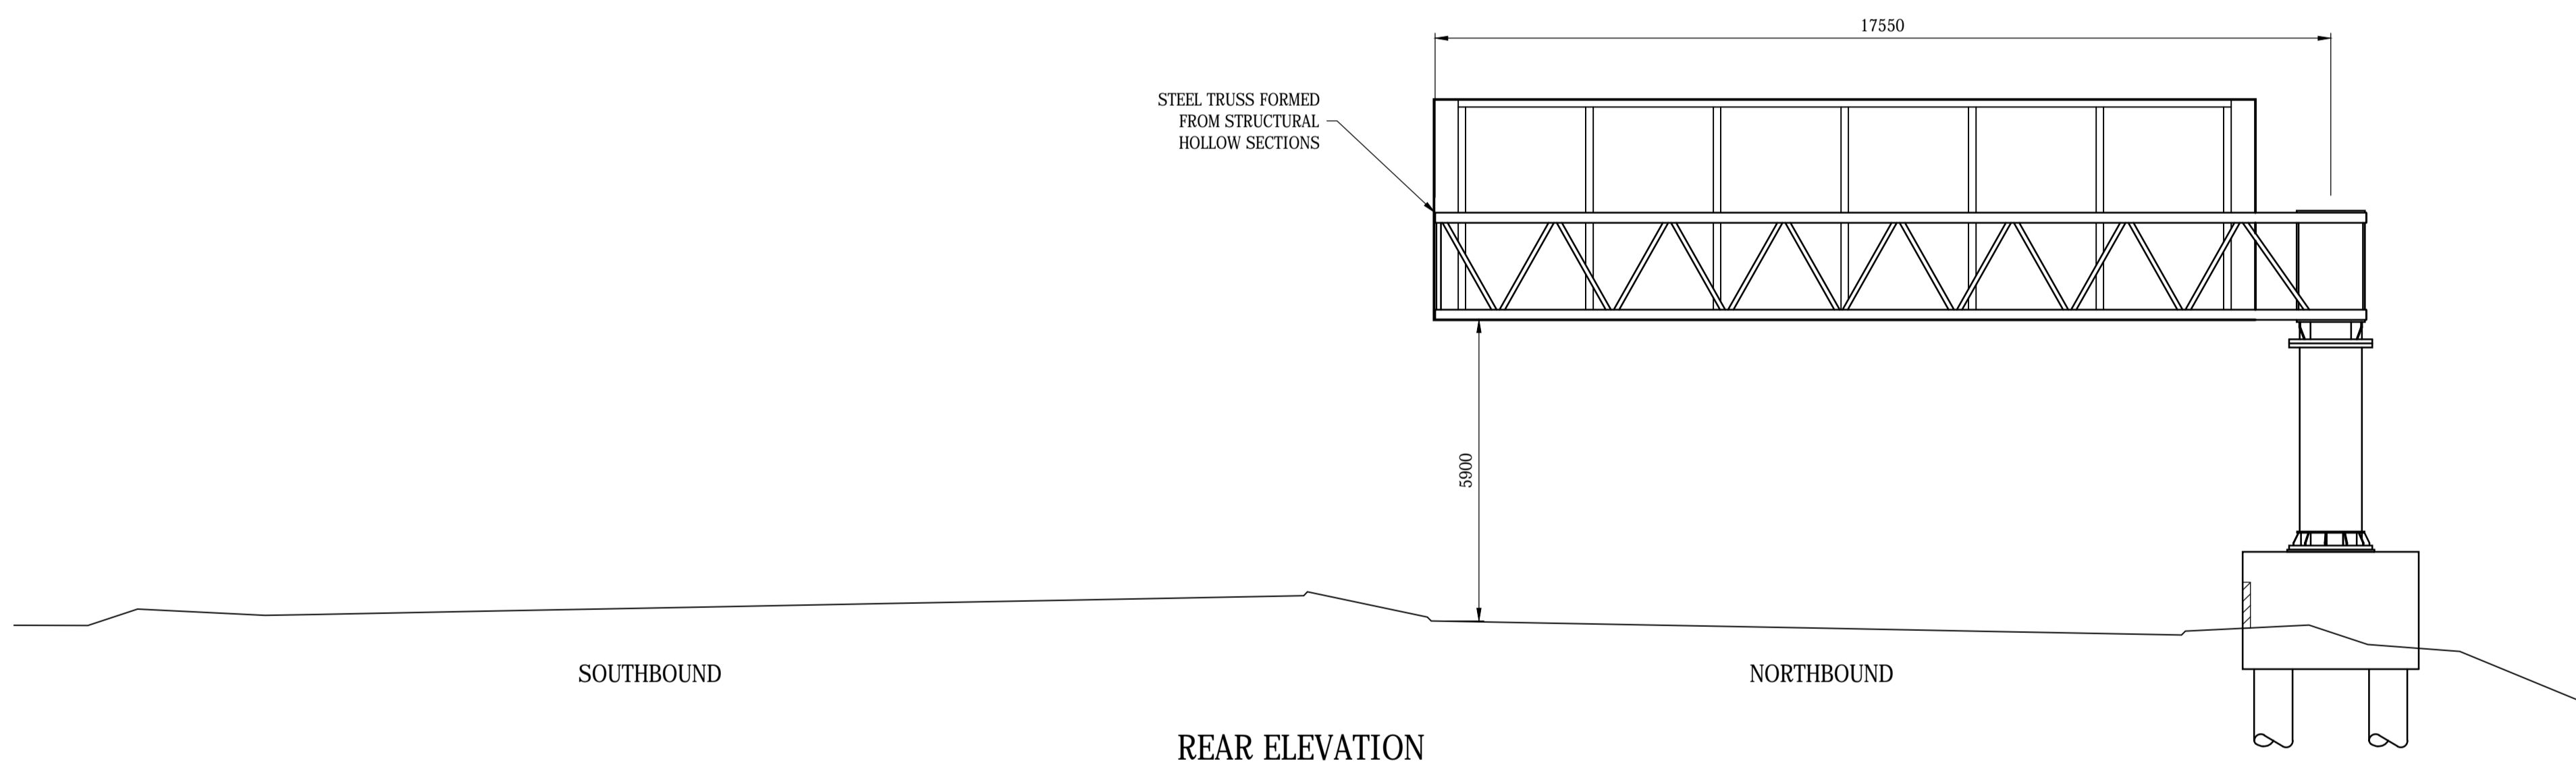 17550
STEEL TRUSS FORMED
FROM STRUCTURAL
HOLLOW SECTIONS
5900
SOUTHBOUND
NORTHBOUND
REAR ELEVATION